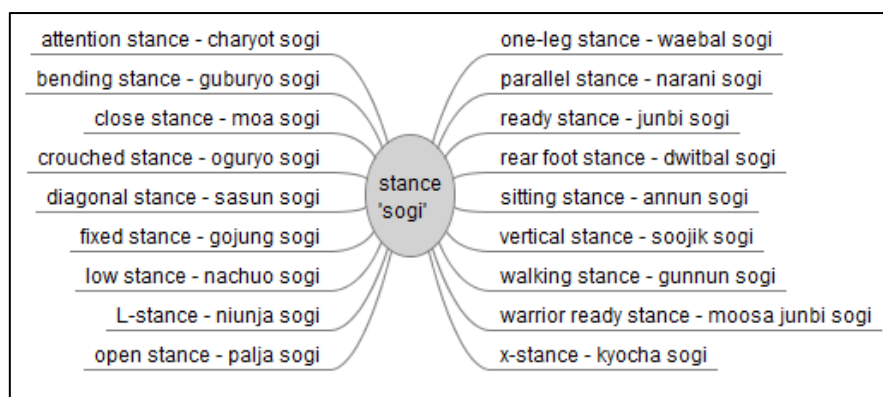 attention stance - charyot sogi
bending stance - guburyo sogi
close stance - moa sogi
crouched stance - oguryo sogi
diagonal stance - sasun sogi
fixed stance - gojung sogi
low stance - nachuo sogi
L-stance - niunja sogi
open stance - palja sogi
stance
'sogi'
one-leg stance - waebal sogi
parallel stance - narani sogi
ready stance - junbi sogi
rear foot stance - dwitbal sogi
sitting stance - annun sogi
vertical stance - soojik sogi
walking stance - gunnun sogi
warrior ready stance - moosa junbi sogi
x-stance - kyocha sogi